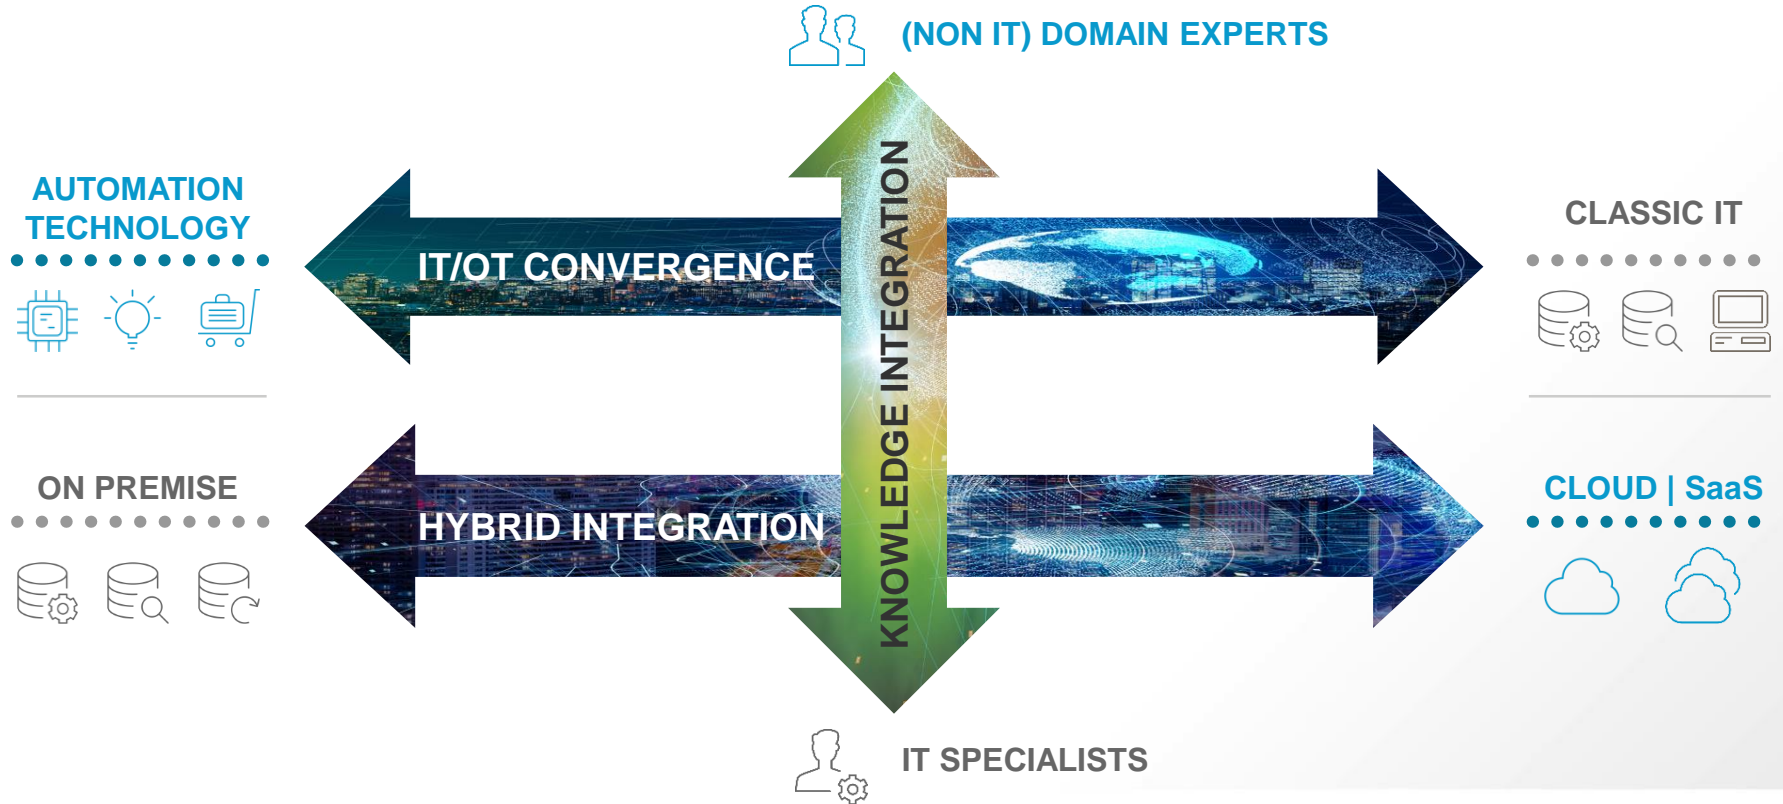 (NON IT) DOMAIN EXPERTS
AUTOMATION
TECHNOLOGY
IT/OT CONVERGENCE
CLASSIC IT
KNOWLEDGE INTEGRATION
ON PREMISE
HYBRID INTEGRATION
CLOUD | SaaS
IT SPECIALISTS